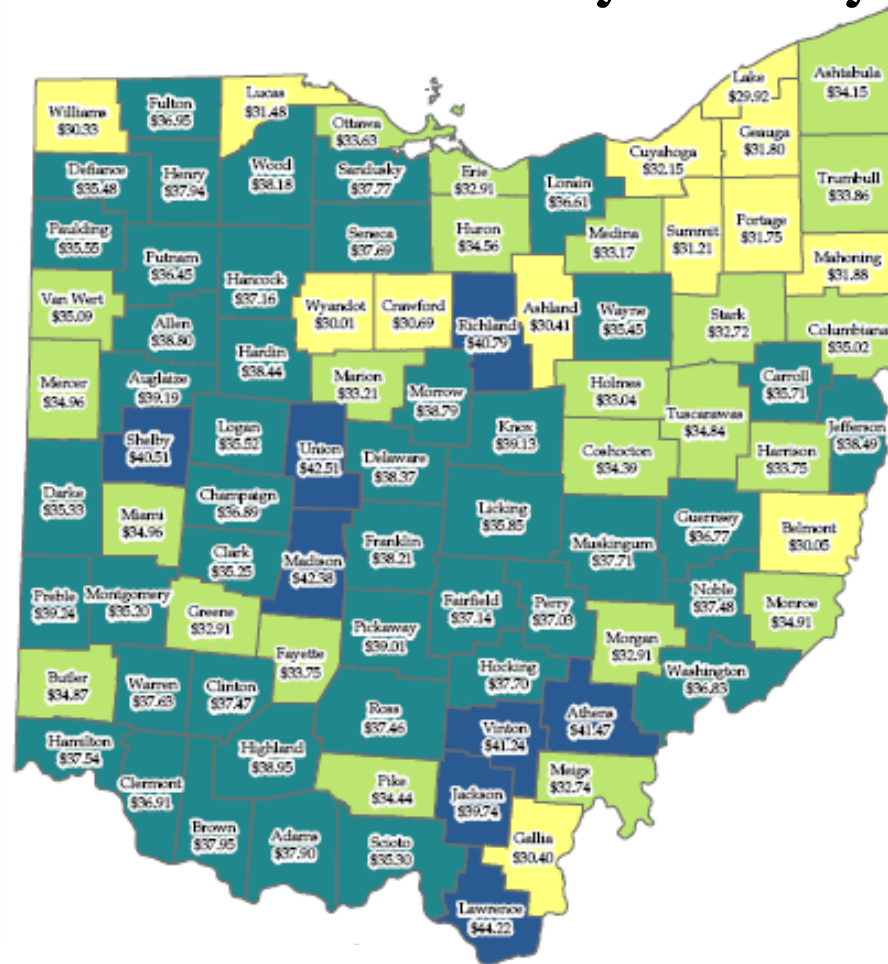 Williams
$30.33
Fulton
$36.95
Lucas
$31.48
Ottawa
$33.63
Lake
$29.92
Ashtabula
$34.15
Geauga
$31.80
Cuyahoga
$32.15
Defiance
$35.48
Henry
$37.94
Wood
$38.18
Sandusky
$37.77
Erie
$32.91
Lorain
$36.61
Trumbull
$33.86
Paulding
$35.55
Seneca
$37.69
Huron
$34.56
Medina
$33.17
Summit
$31.21
Portage
$31.75
Mahoning
$31.88
Putnam
$36.45
Hancock
$37.16
Van Wert
$35.09
Wyandot
$30.01
Crawford
$30.69
Richland
$40.79
Ashland
$30.41
Wayne
$35.45
Stark
$32.72
Columbiana
$35.02
Allen
$38.80
Hardin
$38.44
Mercer
$34.96
Auglaize
$39.19
Marion
$33.21
Morrow
$38.79
Holmes
$33.04
Carroll
$35.71
Tuscarawas
$34.84
Jefferson
$38.49
Shelby
$40.51
Logan
$35.52
Union
$42.51
Delaware
$38.37
Knox
$39.13
Coshocton
$34.39
Harrison
$33.75
Darke
$35.33
Miami
$34.96
Champaign
$36.89
Licking
$35.85
Guernsey
$36.77
Belmont
$30.05
Clark
$35.25
Madison
$42.38
Franklin
$38.21
Muskingum
$37.71
Preble
$39.24
Montgomery
$35.20
Greene
$32.91
Fairfield
$37.14
Perry
$37.03
Noble
$37.48
Monroe
$34.91
Pickaway
$39.01
Morgan
$32.91
Fayette
$33.75
Butler
$34.87
Warren
$37.63
Clinton
$37.47
Hocking
$37.70
Washington
$36.83
Ross
$37.46
Athens
$41.47
Vinton
$41.24
Hamilton
$37.54
Highland
$38.95
Clermont
$36.91
Pike
$34.44
Jackson
$39.74
Meigs
$32.74
Brown
$37.95
Adams
$37.90
Scioto
$35.30
Gallia
$30.40
Lawrence
$44.22